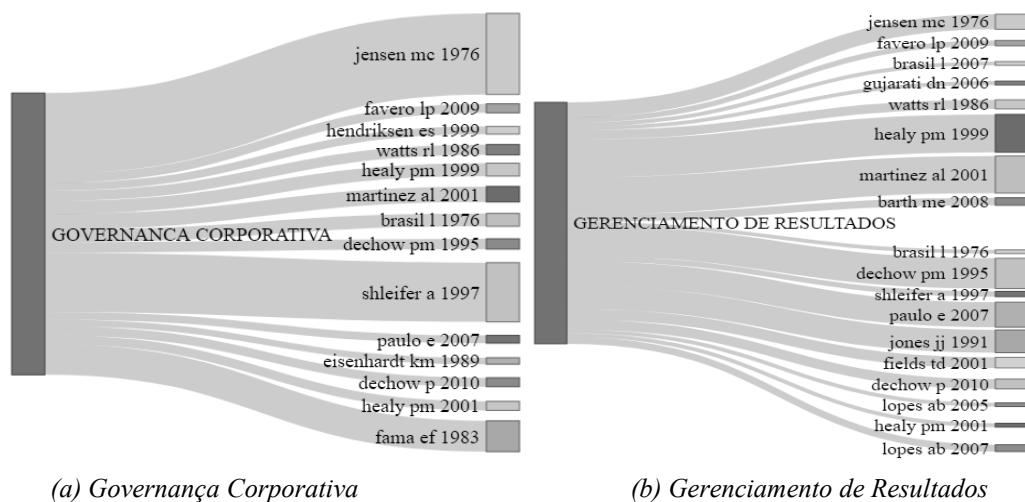 jensen mc 1976
favero lp 2009
hendriksen es 1999
watts rl 1986
healy pm 1999
martinez al 2001
brasil l 1976
GOVERNANCA CORPORATIVA
dechow pm 1995
shleifer a 1997
paulo e 2007
eisenhardt km 1989
dechow p 2010
healy pm 2001
fama ef 1983
(a) Governança Corporativa
jensen mc 1976
favero lp 2009
brasil l 2007
gujarati dn 2006
watts rl 1986
healy pm 1999
martinez al 2001
barth me 2008
GERENCIAMENTO DE RESULTADOS
brasil l 1976
dechow pm 1995
shleifer a 1997
paulo e 2007
jones jj 1991
fields td 2001
dechow p 2010
lopes ab 2005
healy pm 2001
lopes ab 2007
(b) Gerenciamento de Resultados